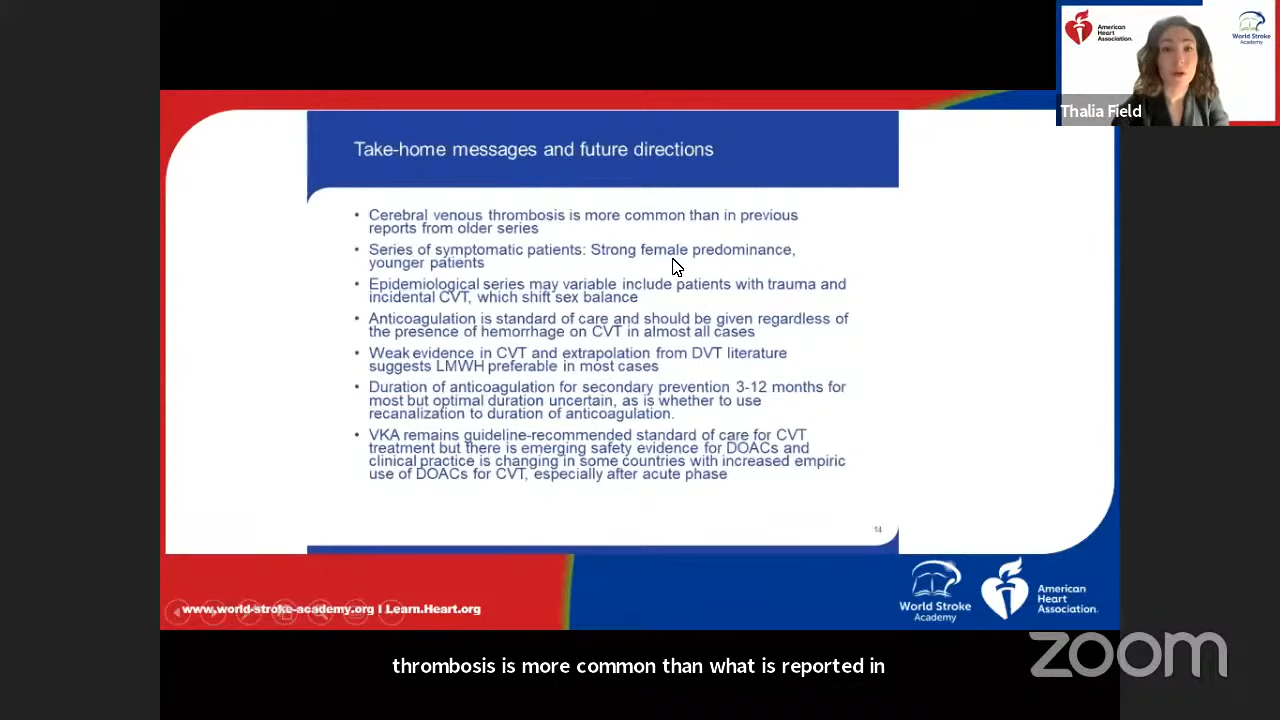 American
Heart
Association.
World Stroke
Academy
Thalia Field
Take-home messages and future directions
• Cerebral venous thrombosis is more common than in previous
reports from older series
• Series of symptomatic patients: Strong female predominance,
younger patients
• Epidemiological series may variable include patients with trauma and
incidental CVT, which shift sex balance
• Anticoagulation is standard of care and should be given regardless of
the presence of hemorrhage on CVT in almost all cases
• Weak evidence in CVT and extrapolation from DVT literature
suggests LMWH preferable in most cases
• Duration of anticoagulation for secondary prevention 3-12 months for
most but optimal duration uncertain, as is whether to use
recanalization to duration of anticoagulation.
• VKA remains guideline-recommended standard of care for CVT
treatment but there is emerging safety evidence for DOACs and
clinical practice is changing in some countries with increased empiric
use of DOACs for CVT, especially after acute phase
14
www.world-stroke-academy.org I Learn.Heart.org
World Stroke
Academy
American
Heart
Association.
thrombosis is more common than what is reported in
zoom